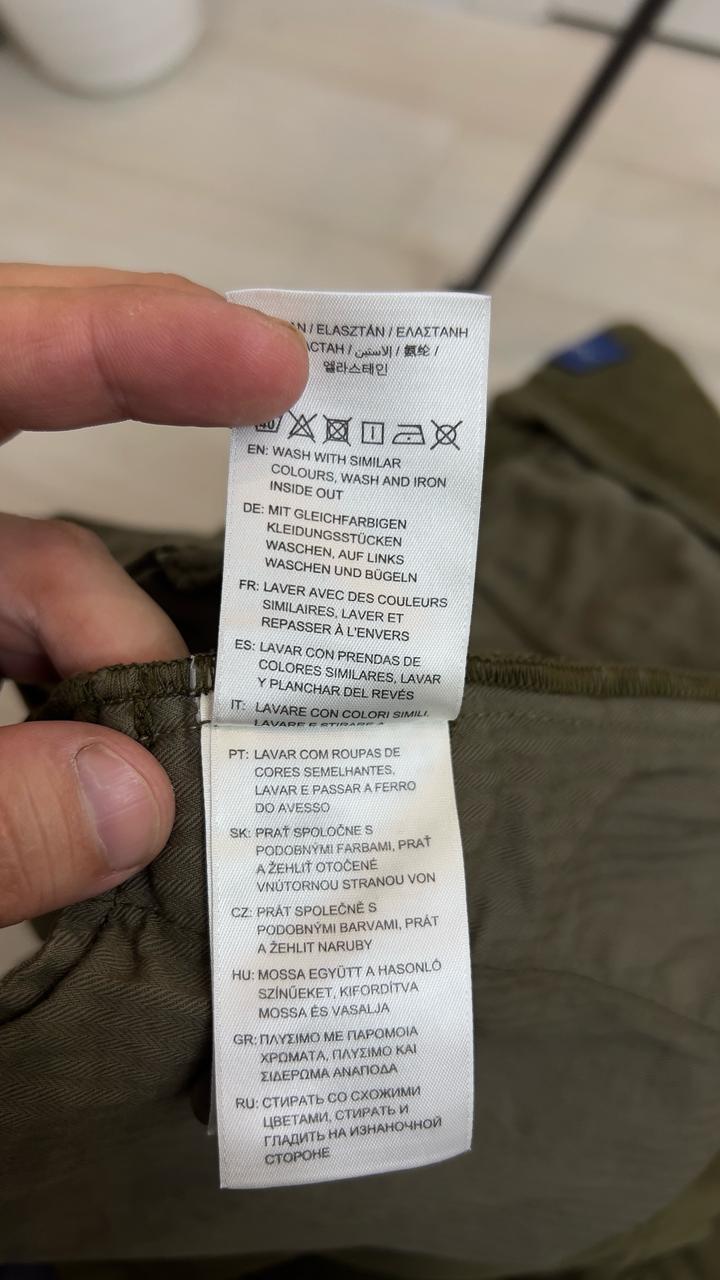 / ELASZTÁN / ΕΛΑΣΤΑΝΗ
/ الاستين / 氨纶 /
엘라스테인
40
EN: WASH WITH SIMILAR
COLOURS, WASH AND IRON
INSIDE OUT
DE: MIT GLEICHFARBIGEN
KLEIDUNGSSTÜCKEN
WASCHEN, AUF LINKS
WASCHEN UND BÜGELN
FR: LAVER AVEC DES COULEURS
SIMILAIRES, LAVER ET
REPASSER À L'ENVERS
ES: LAVAR CON PRENDAS DE
COLORES SIMILARES, LAVAR
Y PLANCHAR DEL REVÉS
IT: LAVARE CON COLORI SIMILI,
LAVARE E STIRARE A
PT: LAVAR COM ROUPAS DE
CORES SEMELHANTES,
LAVAR E PASSAR A FERRO
DO AVESSO
SK: PRAŤ SPOLOČNE S
PODOBNÝMI FARBAMI, PRAŤ
A ŽEHLIŤ OTOČENÉ
VNÚTORNOU STRANOU VON
CZ: PRÁT SPOLEČNĚ S
PODOBNÝMI BARVAMI, PRÁT
A ŽEHLIT NARUBY
HU: MOSSA EGYÜTT A HASONLÓ
SZÍNŰEKET, KIFORDÍTVA
MOSSA ÉS VASALJA
GR: ΠΛΥΣΙΜΟ ΜΕ ΠΑΡΟΜΟΙΑ
ΧΡΩΜΑΤΑ, ΠΛΥΣΙΜΟ ΚΑΙ
ΣΙΔΕΡΩΜΑ ΑΝΑΠΟΔΑ
RU: СТИРАТЬ СО СХОЖИМИ
ЦВЕТАМИ, СТИРАТЬ И
ГЛАДИТЬ НА ИЗНАНОЧНОЙ
СТОРОНЕ